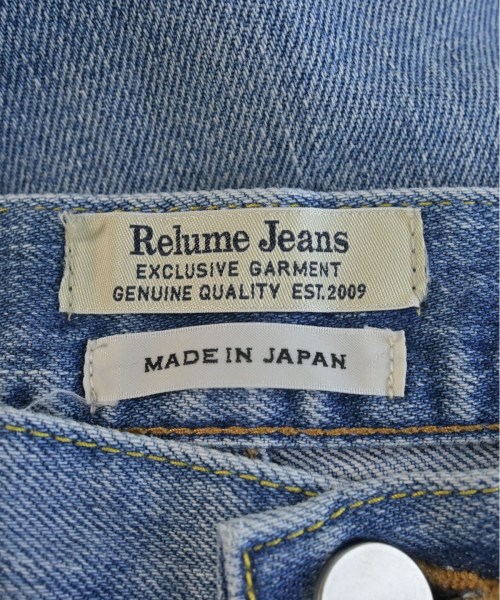 Relume Jeans
EXCLUSIVE GARMENT
GENUINE QUALITY EST.2009
MADE IN JAPAN